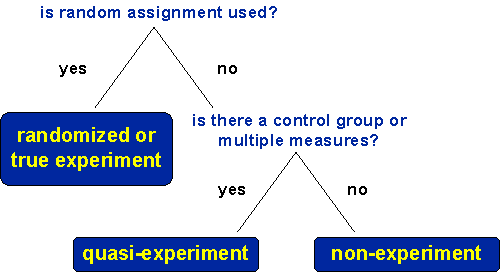 is random assignment used?
yes
no
randomized or
true experiment
is there a control group or
multiple measures?
yes
no
quasi-experiment
non-experiment